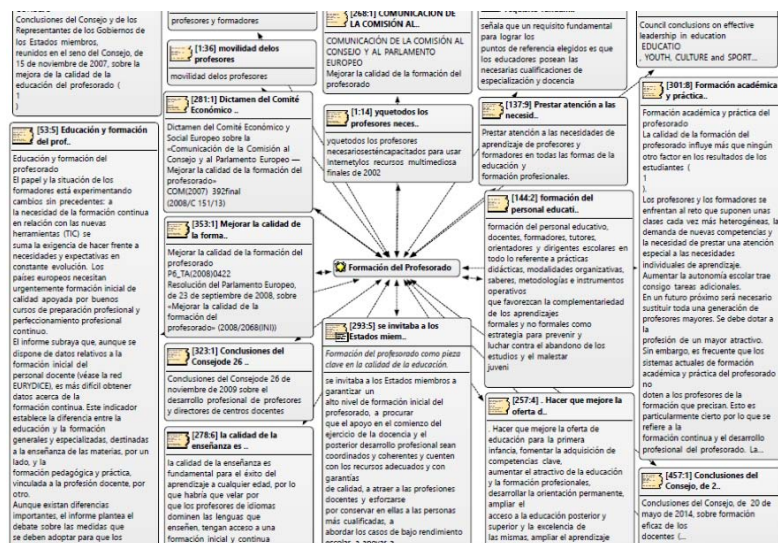 Conclusiones del Consejo y de los
Representantes de los Gobiernos de
los Estados miembros,
reunidos en el seno del Consejo, de
15 de noviembre de 2007, sobre la
mejora de la calidad de la
educación del profesorado (
1
)
[53:5] Educación y formación
del prof..
Educación y formación del
profesorado
El papel y la situación de los
formadores está experimentando
cambios sin precedentes: a
la necesidad de la formación continua
en relación con las nuevas
herramientas (TIC) se
suma la exigencia de hacer frente a
necesidades y expectativas en
constante evolución. Los
países europeos necesitan
urgentemente formación inicial de
calidad apoyada por buenos
cursos de preparación profesional y
perfeccionamiento profesional
continuo.
El informe subraya que, aunque se
dispone de datos relativos a la
formación inicial del
personal docente (véase la red
EURYDICE), es más difícil obtener
datos acerca de la
formación continua. Este indicador
establece la diferencia entre la
educación y la formación
generales y especializadas, destinadas
a la enseñanza de las materias, por un
lado, y la
formación pedagógica y práctica,
vinculada a la profesión docente, por
otro.
Aunque existan diferencias
importantes, el informe plantea el
debate sobre las medidas que
se deben adoptar para que los
profesores y formadores
[1:36] movilidad delos
profesores
movilidad delos profesores
[281:1] Dictamen del Comité
Económico ..
Dictamen del Comité Económico y
Social Europeo sobre la
«Comunicación de la Comisión al
Consejo y al Parlamento Europeo —
Mejorar la calidad de la formación del
profesorado»
COM(2007) 392final
(2008/C 151/13)
[353:1] Mejorar la calidad de
la forma..
Mejorar la calidad de la formación del
profesorado
P6_TA(2008)0422
Resolución del Parlamento Europeo,
de 23 de septiembre de 2008, sobre
«Mejorar la calidad de la
formación del
profesorado» (2008/2068(INI))
[323:1] Conclusiones del
Consejode 26 ..
Conclusiones del Consejode 26 de
noviembre de 2009 sobre el
desarrollo profesional de profesores
y directores de centros docentes
[278:6] la calidad de la
enseñanza es ..
la calidad de la enseñanza es
fundamental para el éxito del
aprendizaje a cualquier edad, por lo
que habría que velar por
que los profesores de idiomas
dominen las lenguas que
enseñen, tengan acceso a una
formación inicial y continua
[268:1] COMUNICACIÓN DE
LA COMISIÓN AL..
COMUNICACIÓN DE LA COMISIÓN AL
CONSEJO Y AL PARLAMENTO
EUROPEO
Mejorar la calidad de la formación del
profesorado
[1:14] yquetodos los
profesores neces..
yquetodos los profesores
necesariosesténcapacitados para usar
Internetylos recursos multimediosa
finales de 2002
Formación del Profesorado
[293:5] se invitaba a los
Estados miem..
Formación del profesorado como pieza
clave en la calidad de la educación.
se invitaba a los Estados miembros a
garantizar un
alto nivel de formación inicial del
profesorado, a procurar
que el apoyo en el comienzo del
ejercicio de la docencia y el
posterior desarrollo profesional sean
coordinados y coherentes y cuenten
con los recursos adecuados y con
garantías
de calidad, a atraer a las profesiones
docentes y esforzarse
por conservar en ellas a las personas
más cualificadas, a
abordar los casos de bajo rendimiento
señala que un requisito fundamental
para lograr los
puntos de referencia elegidos es que
los educadores posean las
necesarias cualificaciones de
especialización y docencia
[137:9] Prestar atención a las
necesid..
Prestar atención a las necesidades de
aprendizaje de profesores y
formadores en todas las formas de la
educación y
formación profesionales.
[144:2] formación del
personal educati..
formación del personal educativo,
docentes, formadores, tutores,
orientadores y dirigentes escolares en
todo lo referente a prácticas
didácticas, modalidades organizativas,
saberes, metodologías e instrumentos
operativos
que favorezcan la complementariedad
de los aprendizajes
formales y no formales como
estrategia para prevenir y
luchar contra el abandono de los
estudios y el malestar
juveni
[257:4] . Hacer que mejore la
oferta d..
. Hacer que mejore la oferta de
educación para la primera
infancia, fomentar la adquisición de
competencias clave,
aumentar el atractivo de la educación
y la formación profesionales,
desarrollar la orientación permanente,
ampliar el
acceso a la educación posterior y
superior y la excelencia de
las mismas, ampliar el aprendizaje
Council conclusions on effective
leadership in education
EDUCATIO
, YOUTH, CULTURE and SPORT...
[301:8] Formación académica
y práctica..
Formación académica y práctica del
profesorado
La calidad de la formación del
profesorado influye más que ningún
otro factor en los resultados de los
estudiantes (
1
).
Los profesores y los formadores se
enfrentan al reto que suponen unas
clases cada vez más heterogéneas, la
demanda de nuevas competencias y
la necesidad de prestar una atención
especial a las necesidades
individuales de aprendizaje.
Aumentar la autonomía escolar trae
consigo tareas adicionales.
En un futuro próximo será necesario
sustituir toda una generación de
profesores mayores. Se debe dotar a
la
profesión de un mayor atractivo.
Sin embargo, es frecuente que los
sistemas actuales de formación
académica y práctica del profesorado
no
doten a los profesores de la
formación que precisan. Esto es
particularmente cierto por lo que se
refiere a la
formación continua y el desarrollo
profesional del profesorado. La...
[457:1] Conclusiones del
Consejo, de 2..
Conclusiones del Consejo, de 20 de
mayo de 2014, sobre formación
eficaz de los
docentes (...